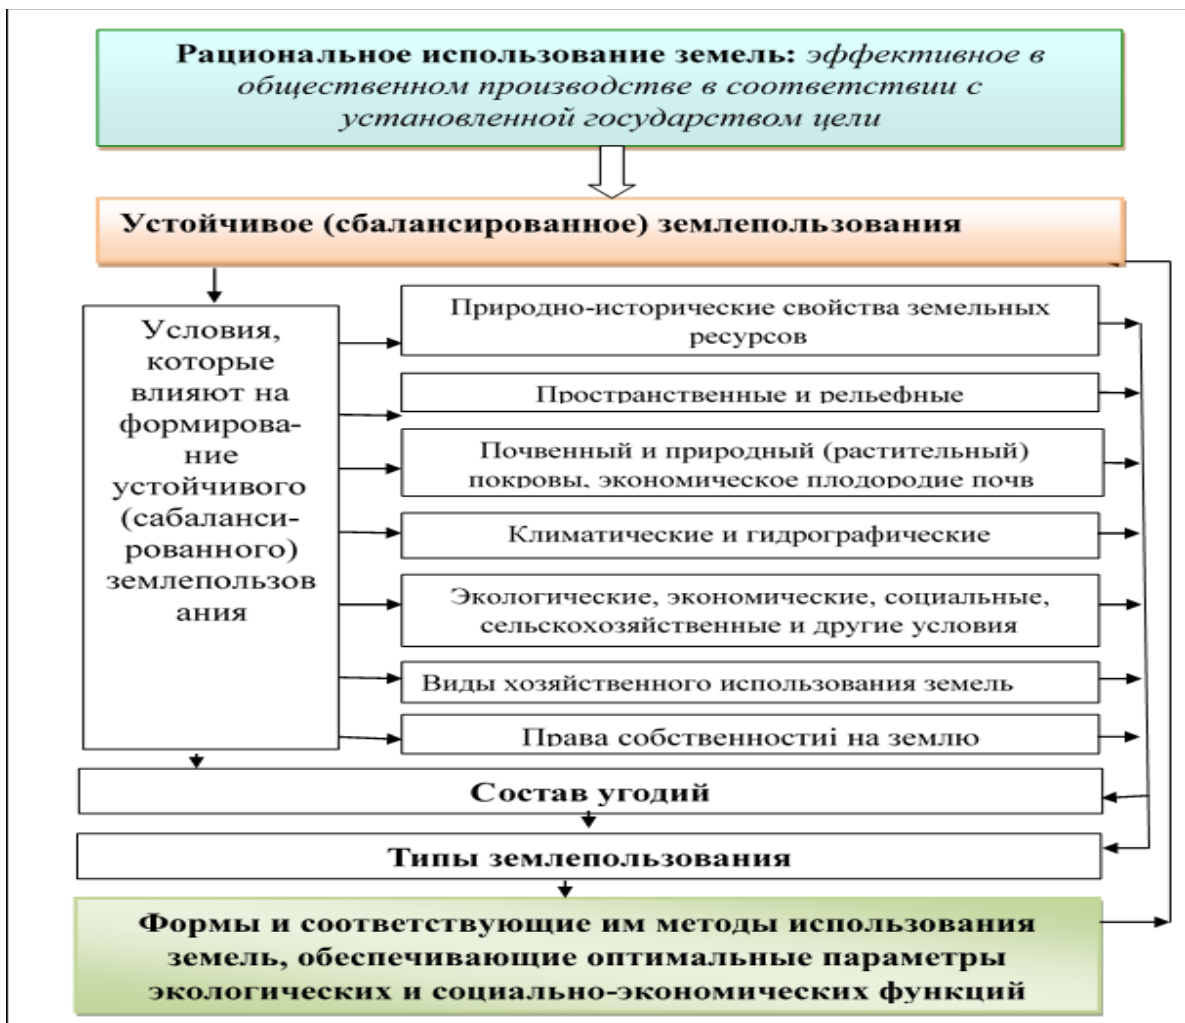 Рациональное использование земель: эффективное в
общественном производстве в соответствии с
установленной государством цели
Устойчивое (сбалансированное) землепользования
Условия,
которые
влияют на
формирова-
ние
устойчивого
(сабаланси-
рованного)
землепользов
ания
Природно-исторические свойства земельных
ресурсов
Пространственные и рельефные
Почвенный и природный (растительный)
покровы, экономическое плодородие почв
Климатические и гидрографические
Экологические, экономические, социальные,
сельскохозяйственные и другие условия
Виды хозяйственного использования земель
Права собственностиі на землю
Состав угодий
Типы землепользования
Формы и соответствующие им методы использования
земель, обеспечивающие оптимальные параметры
экологических и социально-экономических функций